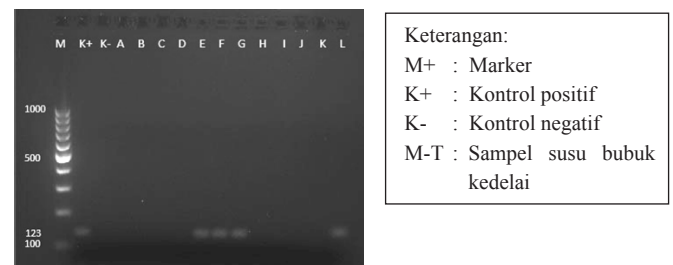 M K+ K- A B C D E F G H I J K L
1000
500
123
100
Keterangan:
M+ : Marker
K+ : Kontrol positif
K- : Kontrol negatif
M-T : Sampel susu bubuk
kedelai